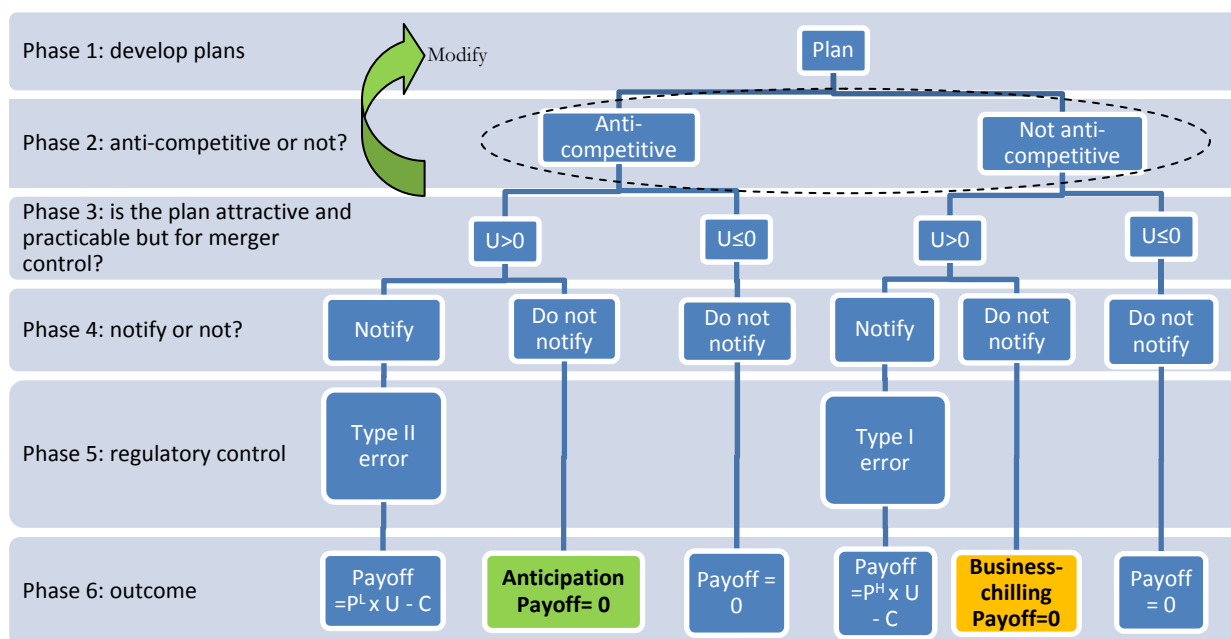 Phase 1: develop plans
Modify
Plan
Phase 2: anti-competitive or not?
Anti-
competitive
Not anti-
competitive
Phase 3: is the plan attractive and
practicable but for merger
control?
U>0
U≤0
U>0
U≤0
Phase 4: notify or not?
Notify
Do not
notify
Do not
notify
Notify
Do not
notify
Do not
notify
Phase 5: regulatory control
Type II
error
Type I
error
Phase 6: outcome
Payoff
=Pᴸ x U - C
Anticipation
Payoff= 0
Payoff =
0
Payoff
=Pᴴ x U
- C
Business-
chilling
Payoff=0
Payoff
= 0